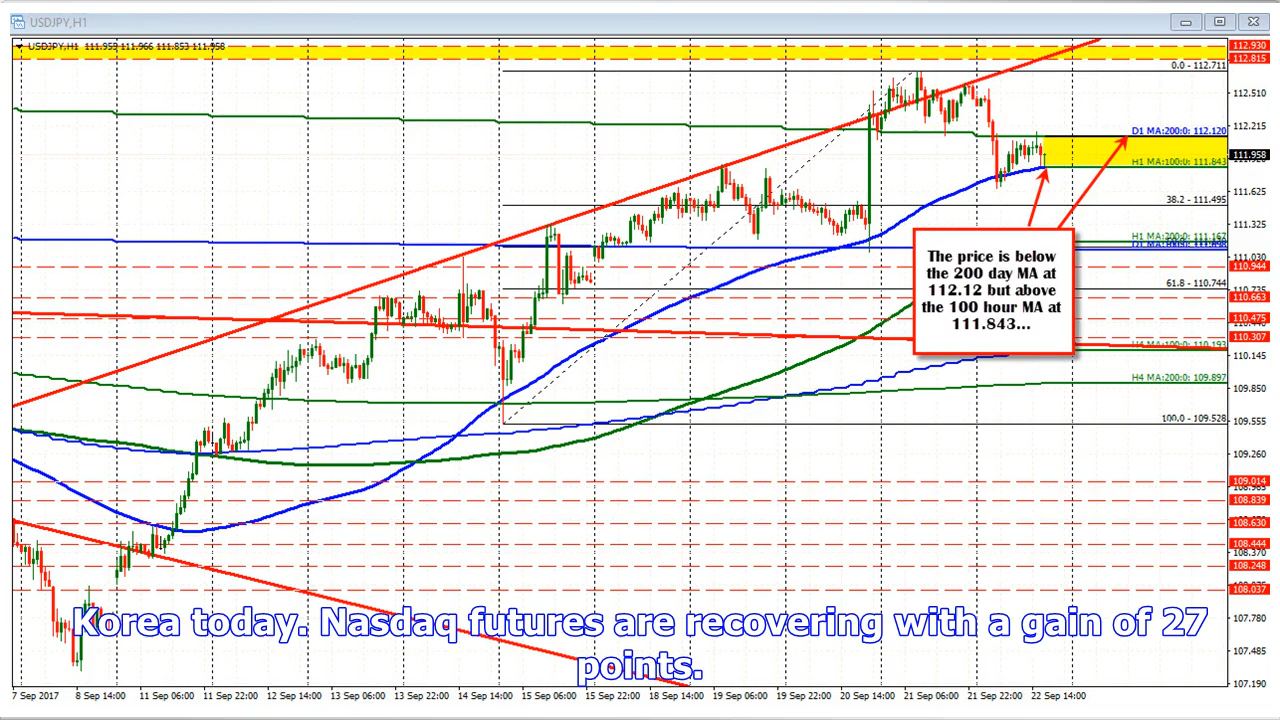 USDJPY,H1
USDJPY,H1 111.959 111.966 111.853 111.958
112.930
112.815
0.0 - 112.711
112.510
112.215
D1 MA:200:0: 112.120
111.958
H1 MA:100:0: 111.843
111.625
38.2 - 111.495
111.325
H1 MA:200:0: 111.167
111.030
110.944
61.8 - 110.744
110.663
110.475
110.307
H4 MA:100:0: 110.193
110.145
H4 MA:200:0: 109.897
109.850
100.0 - 109.528
109.555
109.260
109.014
108.839
108.630
108.444
108.370
108.248
108.037
107.780
107.485
107.190
The price is below
the 200 day MA at
112.12 but above
the 100 hour MA at
111.843...
Korea today. Nasdaq futures are recovering with a gain of 27
points.
7 Sep 2017 8 Sep 14:00 11 Sep 06:00 11 Sep 22:00 12 Sep 14:00 13 Sep 06:00 13 Sep 22:00 14 Sep 14:00 15 Sep 06:00 15 Sep 22:00 18 Sep 14:00 19 Sep 06:00 19 Sep 22:00 20 Sep 14:00 21 Sep 06:00 21 Sep 22:00 22 Sep 14:00